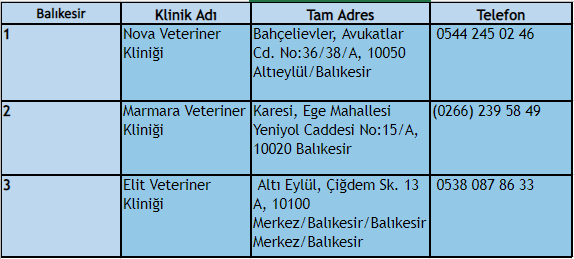 Balıkesir Klinik Adı Tam Adres Telefon
1 Nova Veteriner Bahçelievler, Avukatlar 0544 245 02 46
Kliniği Cd. No:36/38/A, 10050
Altıeylül/Balıkesir
2 Marmara Veteriner Karesi, Ege Mahallesi (0266) 239 58 49
Kliniği Yeniyol Caddesi No:15/A,
10020 Balıkesir
3 Elit Veteriner Altı Eylül, Çiğdem Sk. 13 0538 087 86 33
Kliniği A, 10100
Merkez/Balıkesir/Balıkesir
Merkez/Balıkesir